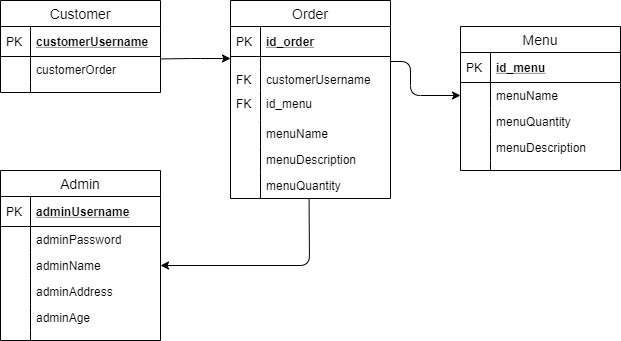 Customer
PK customerUsername
customerOrder
Order
PK id_order
FK customerUsername
FK id_menu
menuName
menuDescription
menuQuantity
Menu
PK id_menu
menuName
menuQuantity
menuDescription
Admin
PK adminUsername
adminPassword
adminName
adminAddress
adminAge